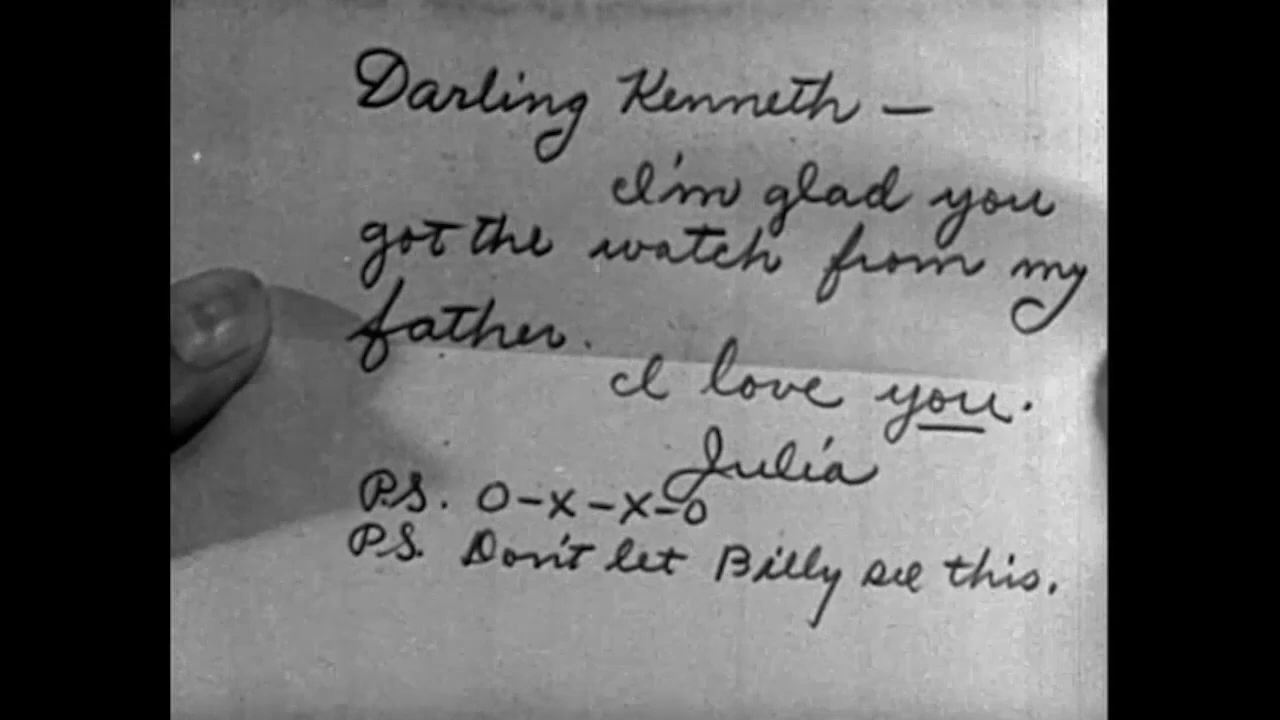 Darling Kenneth —
I'm glad you
got the watch from my
father.
I love you.
Julia
P.S. O-X-X-O
P.S. Don't let Billy see this.